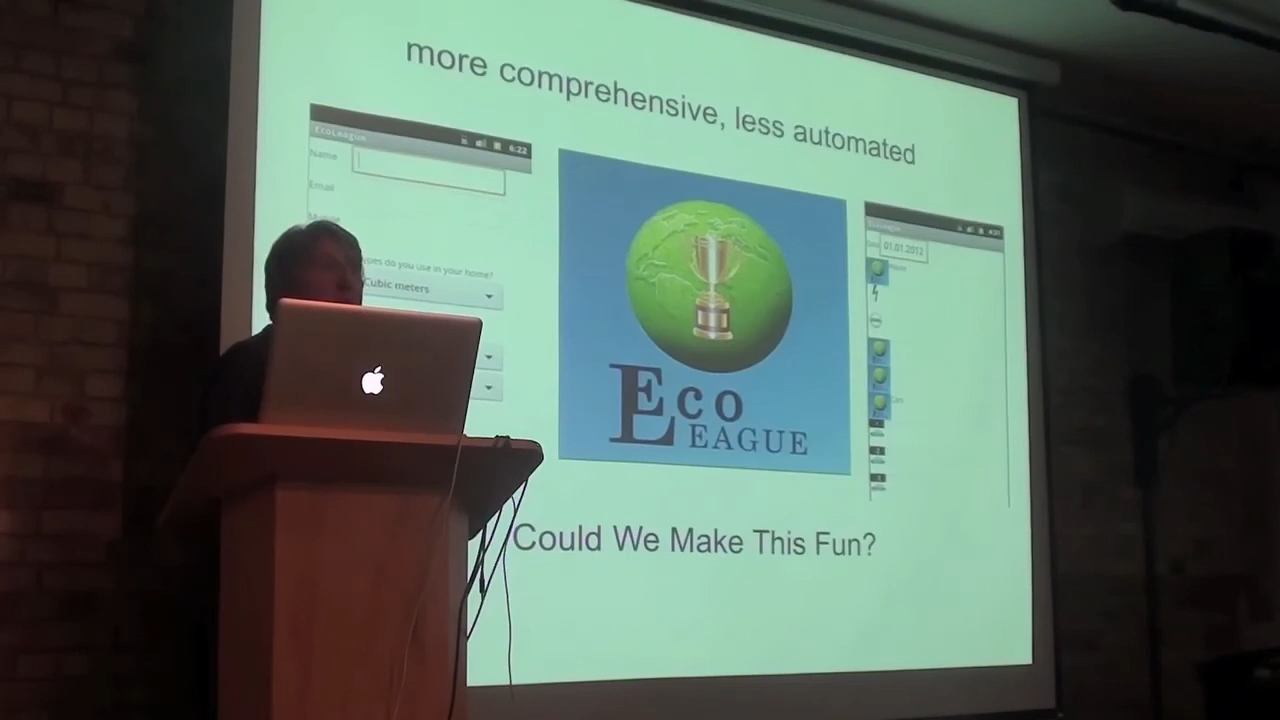 more comprehensive, less automated
EcoLeague
6:22
Name
Email
types do you use in your home?
Cubic meters
Eco
LEAGUE
01.01.2012
Could We Make This Fun?